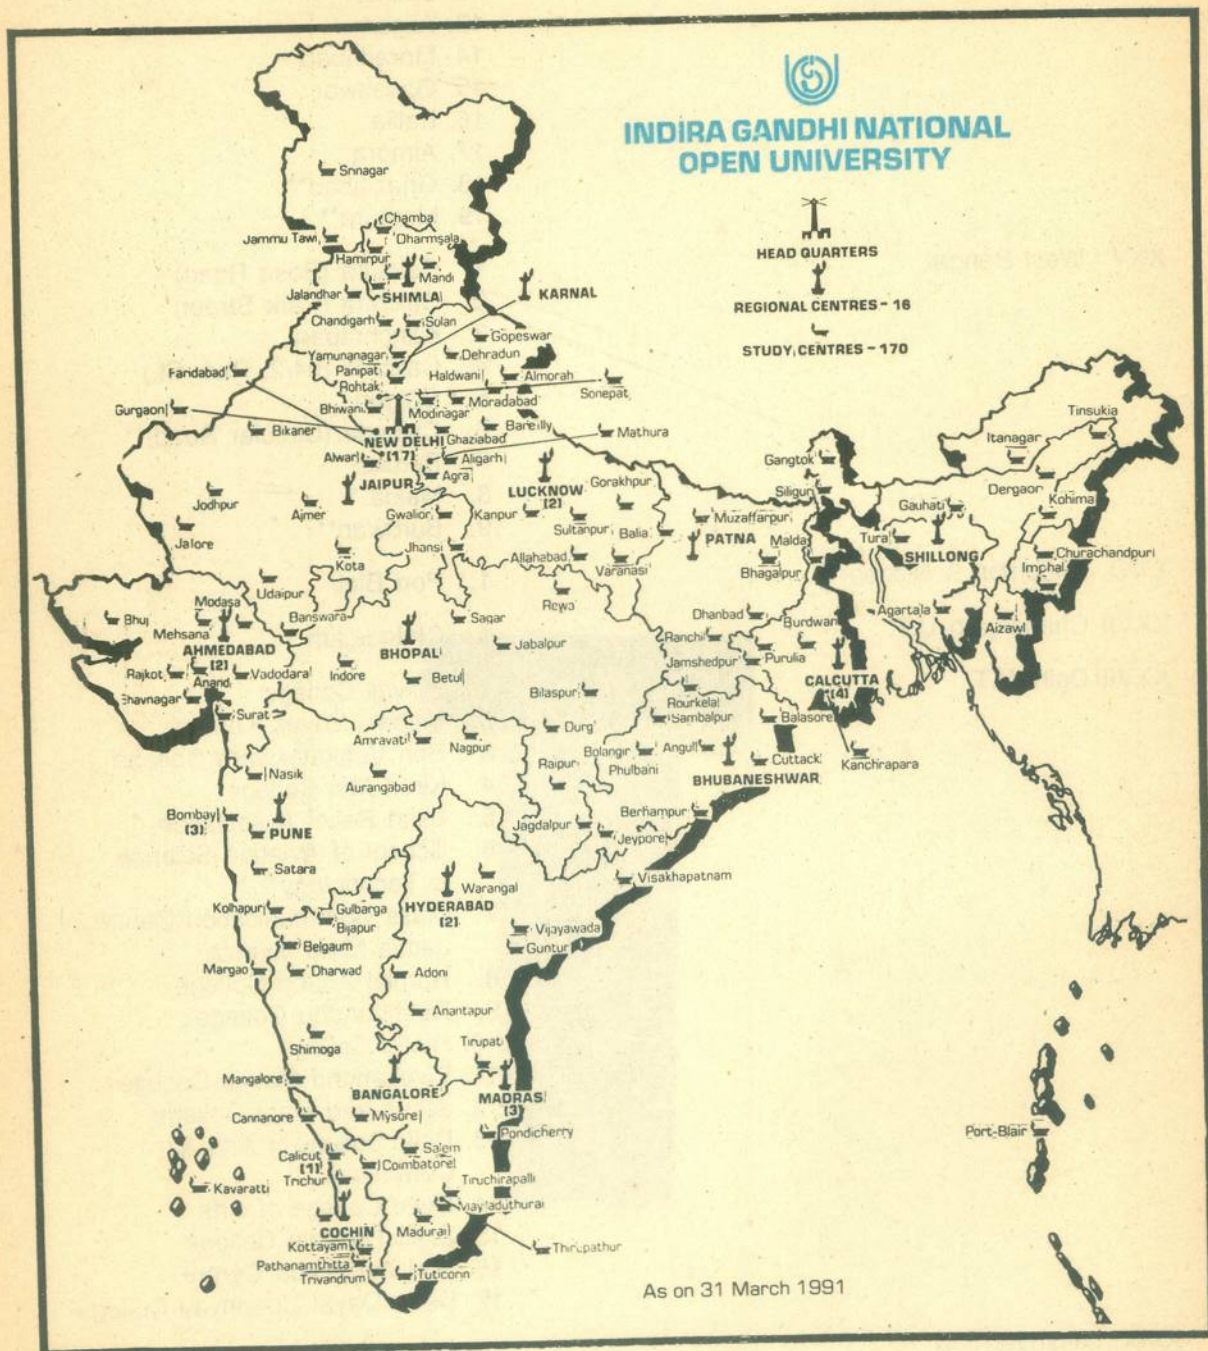 INDIRA GANDHI NATIONAL
OPEN UNIVERSITY
HEAD QUARTERS
REGIONAL CENTRES - 16
STUDY CENTRES - 170
Srinagar
Chamba
Jammu Tawi
Dharmsala
Hamirpur
Mandi
Jalandhar
SHIMLA
KARNAL
Chandigarh
Solan
Gopeswar
Yamunanagar
Dehradun
Panipat
Faridabad
Haldwani
Almorah
Rohtak
Sonepat
Gurgaon
Bhiwani
Modinagar
Moradabad
Bikaner
Bareilly
Mathura
NEW DELHI
(17)
Ghaziabad
Alwar
Aligarh
Agra
JAIPUR
LUCKNOW
(2)
Gorakhpur
Gangtok
Siliguri
Itanagar
Tinsukia
Dergaon
Kohima
Gauhati
Jodhpur
Ajmer
Gwalior
Kanpur
Sultanpur
Balia
Muzaffarpur
PATNA
Malda
Tura
SHILLONG
Churachandpuri
Imphal
Jalore
Kota
Jhansi
Allahabad
Varanasi
Bhagalpur
Udaipur
Modasa
Banswara
Rewa
Bhuj
Mehsana
AHMEDABAD
(2)
Sagar
Dhanbad
Burdwan
Agartala
Aizawl
BHOPAL
Jabalpur
Ranchi
Jamshedpur
Purulia
Rajkot
Anand
Vadodara
Indore
Betul
CALCUTTA
(4)
Bhavnagar
Bilaspur
Rourkela
Surat
Sambalpur
Balasore
Amravati
Nagpur
Durg
Bolangir
Angul
Cuttack
Kanchrapara
Nasik
Aurangabad
Raipur
Phulbani
BHUBANESHWAR
Bombay
(3)
PUNE
Jagdalpur
Berhampur
Jeypore
Satara
Warangal
Visakhapatnam
Kolhapur
Gulbarga
Bijapur
HYDERABAD
(2)
Vijayawada
Belgaum
Guntur
Margao
Dharwad
Adoni
Anantapur
Shimoga
Tirupati
Mangalore
BANGALORE
MADRAS
(3)
Cannanore
Mysore
Pondicherry
Port-Blair
Calicut
(1)
Salem
Coimbatore
Trichur
Tiruchirapalli
Kavaratti
Mayiladuthurai
COCHIN
Madurai
Kottayam
Thirupathur
Pathanamthitta
Trivandrum
Tuticorin
As on 31 March 1991